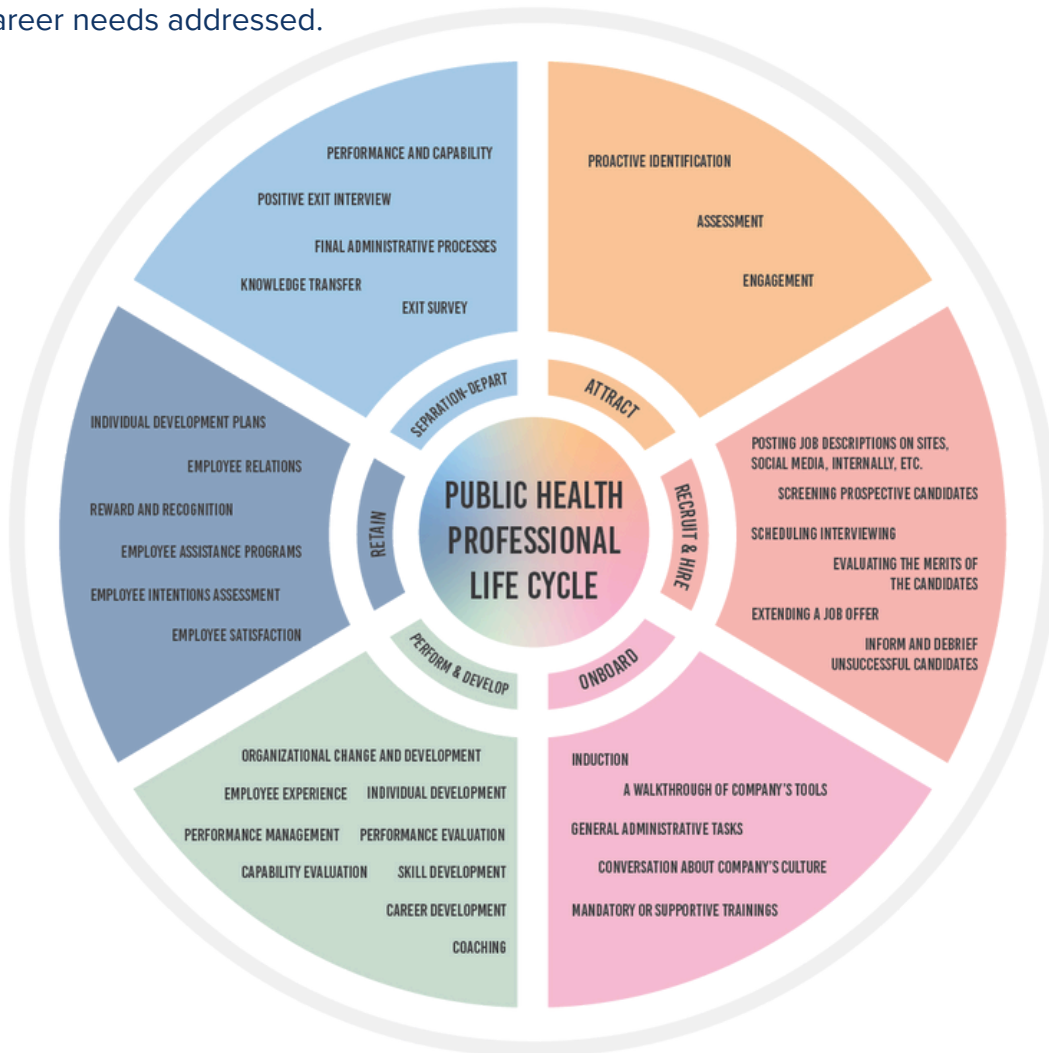 areer needs addressed.
PUBLIC HEALTH
PROFESSIONAL
LIFE CYCLE
ATTRACT
PROACTIVE IDENTIFICATION
ASSESSMENT
ENGAGEMENT
RECRUIT & HIRE
POSTING JOB DESCRIPTIONS ON SITES,
SOCIAL MEDIA, INTERNALLY, ETC.
SCREENING PROSPECTIVE CANDIDATES
SCHEDULING INTERVIEWING
EVALUATING THE MERITS OF
THE CANDIDATES
EXTENDING A JOB OFFER
INFORM AND DEBRIEF
UNSUCCESSFUL CANDIDATES
ONBOARD
INDUCTION
A WALKTHROUGH OF COMPANY'S TOOLS
GENERAL ADMINISTRATIVE TASKS
CONVERSATION ABOUT COMPANY'S CULTURE
MANDATORY OR SUPPORTIVE TRAININGS
PERFORM & DEVELOP
ORGANIZATIONAL CHANGE AND DEVELOPMENT
EMPLOYEE EXPERIENCE INDIVIDUAL DEVELOPMENT
PERFORMANCE MANAGEMENT PERFORMANCE EVALUATION
CAPABILITY EVALUATION SKILL DEVELOPMENT
CAREER DEVELOPMENT
COACHING
RETAIN
INDIVIDUAL DEVELOPMENT PLANS
EMPLOYEE RELATIONS
REWARD AND RECOGNITION
EMPLOYEE ASSISTANCE PROGRAMS
EMPLOYEE INTENTIONS ASSESSMENT
EMPLOYEE SATISFACTION
SEPARATION-DEPART
PERFORMANCE AND CAPABILITY
POSITIVE EXIT INTERVIEW
FINAL ADMINISTRATIVE PROCESSES
KNOWLEDGE TRANSFER
EXIT SURVEY